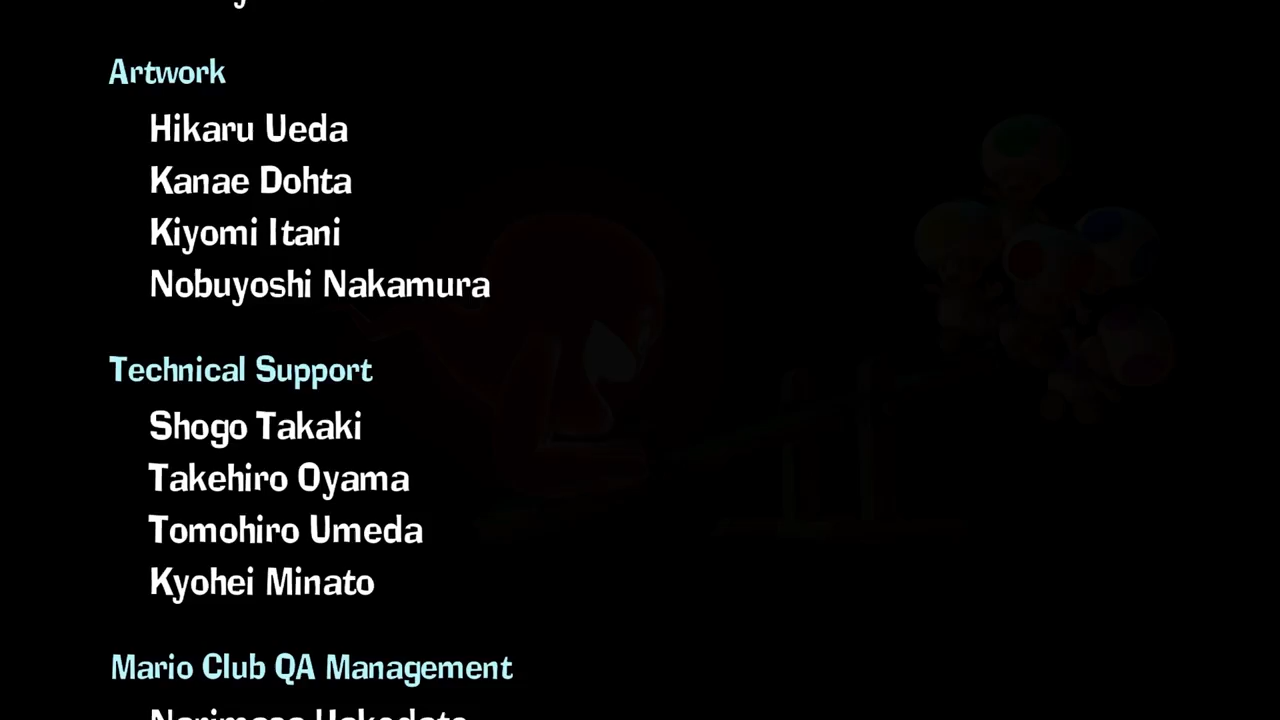 Artwork
Hikaru Ueda
Kanae Dohta
Kiyomi Itani
Nobuyoshi Nakamura
Technical Support
Shogo Takaki
Takehiro Oyama
Tomohiro Umeda
Kyohei Minato
Mario Club QA Management